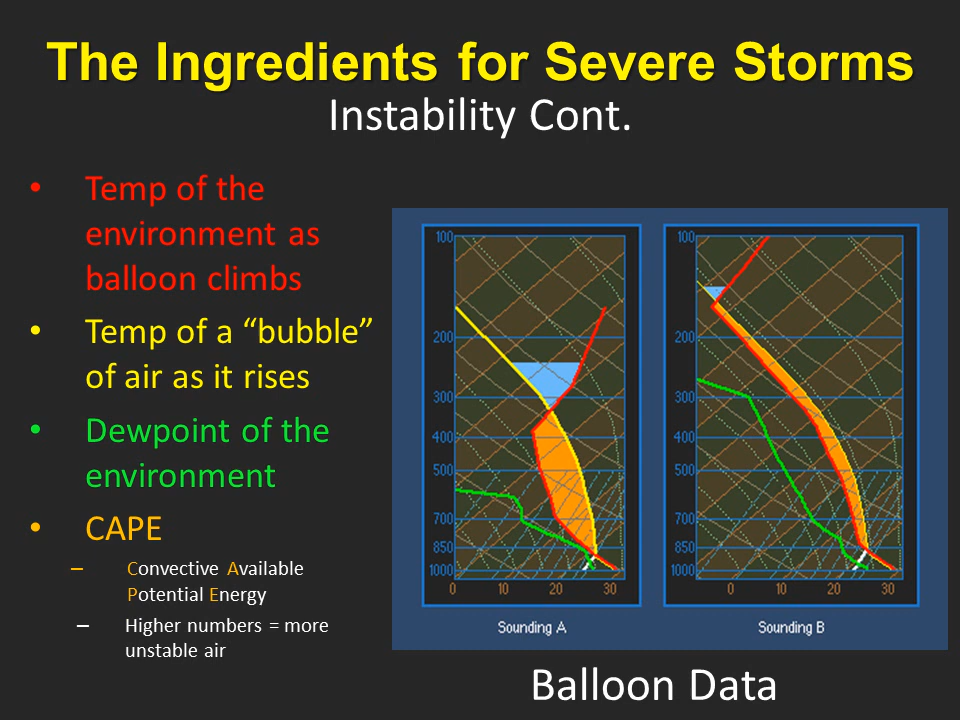 The Ingredients for Severe Storms
Instability Cont.
• Temp of the
environment as
balloon climbs
• Temp of a “bubble”
of air as it rises
• Dewpoint of the
environment
• CAPE
– Convective Available
Potential Energy
– Higher numbers = more
unstable air
100
200
300
400
500
700
850
1000
0 10 20 30
Sounding A
100
200
300
400
500
700
850
1000
0 10 20 30
Sounding B
Balloon Data